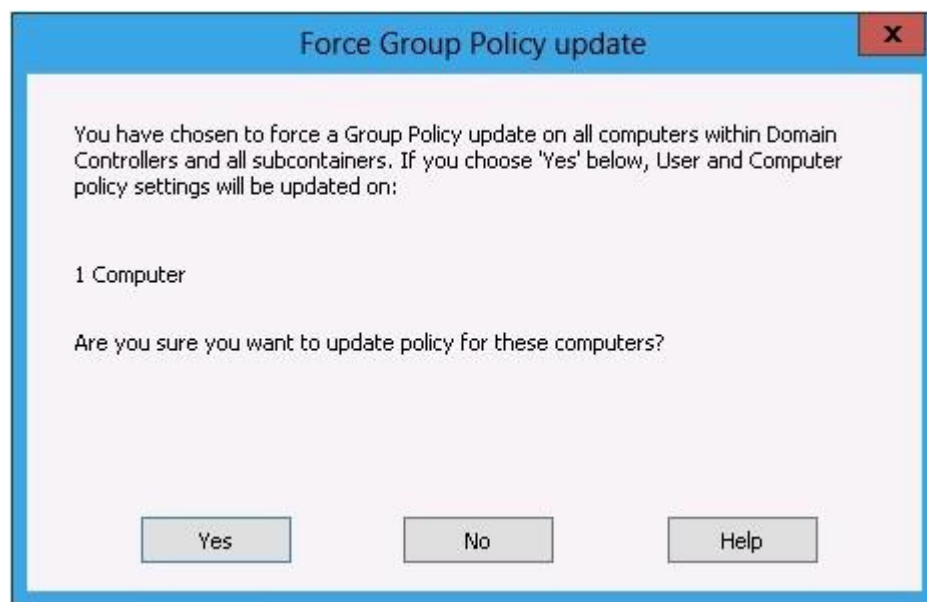 Force Group Policy update
x
You have chosen to force a Group Policy update on all computers within Domain
Controllers and all subcontainers. If you choose 'Yes' below, User and Computer
policy settings will be updated on:
1 Computer
Are you sure you want to update policy for these computers?
Yes
No
Help